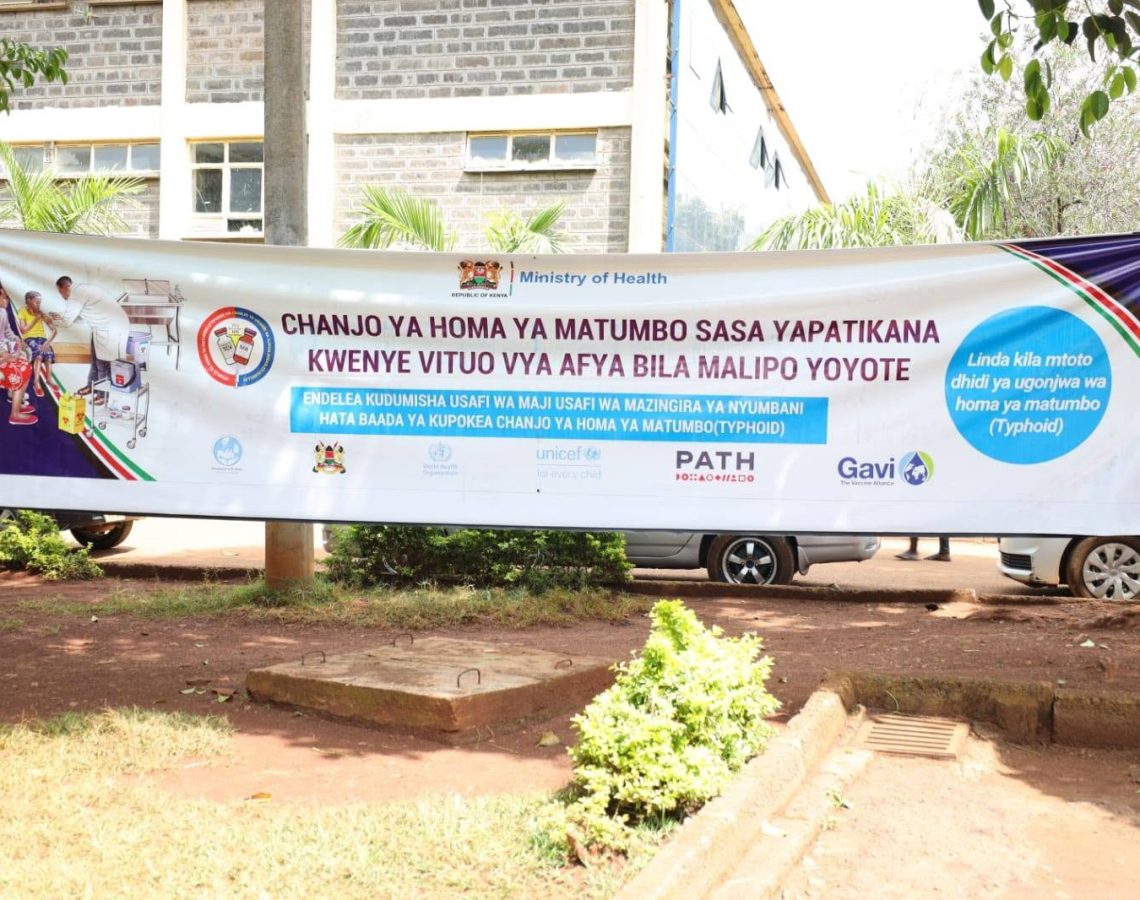 REPUBLIC OF KENYA
Ministry of Health
CHANJO YA HOMA YA MATUMBO SASA YAPATIKANA
KWENYE VITUO VYA AFYA BILA MALIPO YOYOTE
ENDELEA KUDUMISHA USAFI WA MAJI USAFI WA MAZINGIRA YA NYUMBANI
HATA BAADA YA KUPOKEA CHANJO YA HOMA YA MATUMBO(TYPHOID)
Linda kila mtoto
dhidi ya ugonjwa wa
homa ya matumbo
(Typhoid)
World Health
Organization
unicef
for every child
PATH
Gavi
The Vaccine Alliance